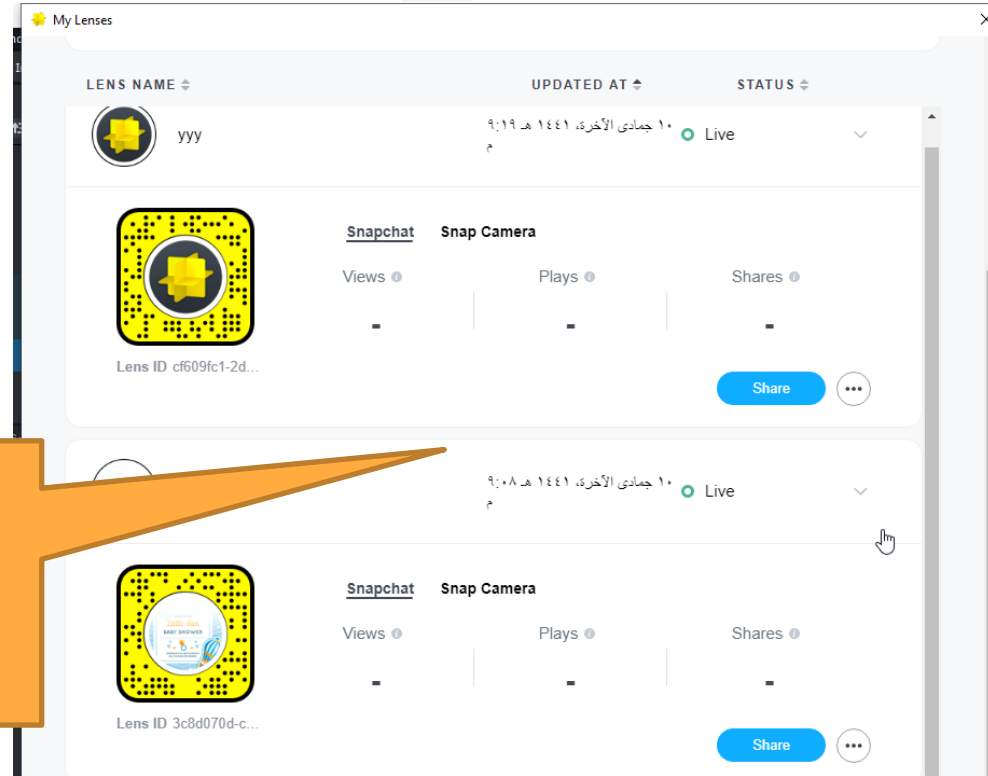 My Lenses
LENS NAME UPDATED AT STATUS
yyy ١٠ جمادى الآخرة، ١٤٤١ هـ ٩:١٩ Live
م
Snapchat Snap Camera
Views Plays Shares
- - -
Lens ID cf609fc1-2d...
Share
١٠ جمادى الآخرة، ١٤٤١ هـ ٩:٠٨ Live
م
Snapchat Snap Camera
BABY SHOWER
Views Plays Shares
- - -
Lens ID 3c8d070d-c...
Share